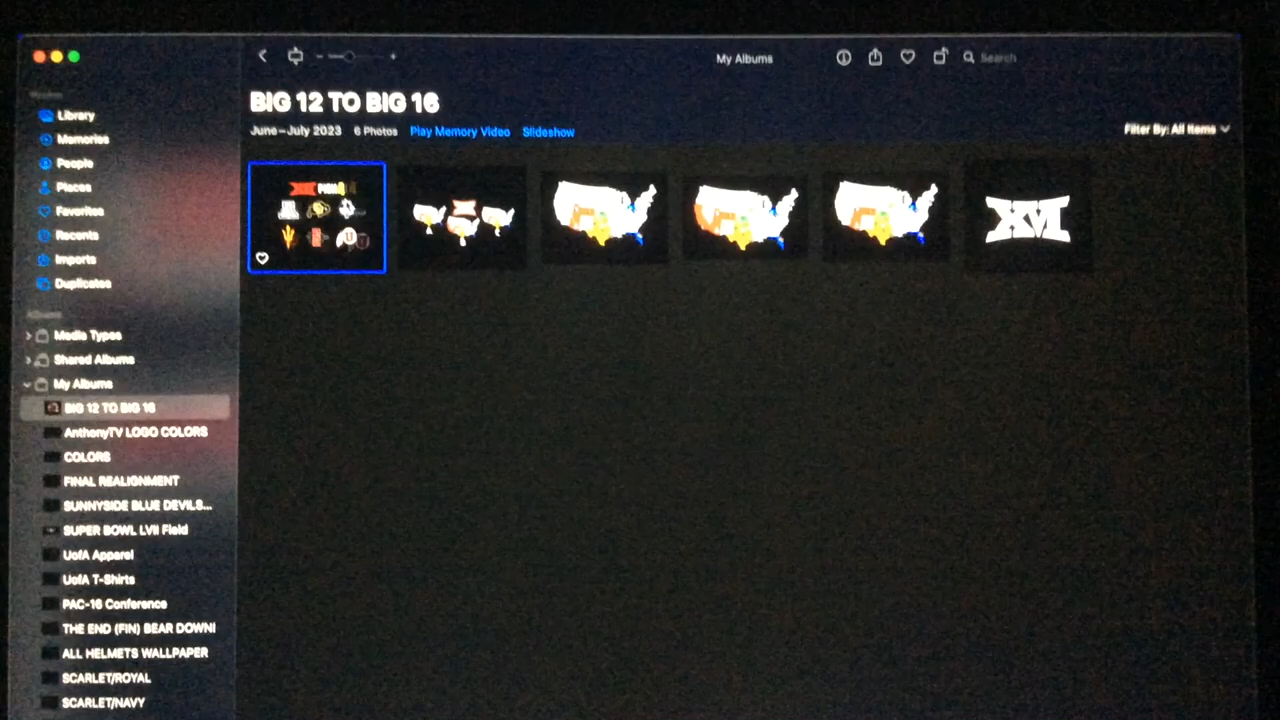 My Albums
Search
BIG 12 TO BIG 16
June–July 2023 6 Photos Play Memory Video Slideshow
Filter By: All Items
Library
Memories
People
Places
Favorites
Recents
Imports
Duplicates
Albums
Media Types
Shared Albums
My Albums
BIG 12 TO BIG 16
AnthonyTV LOGO COLORS
COLORS
FINAL REALIGNMENT
SUNNYSIDE BLUE DEVILS...
SUPER BOWL LVII Field
UofA Apparel
UofA T-Shirts
PAC-16 Conference
THE END (FIN) BEAR DOWN!
ALL HELMETS WALLPAPER
SCARLET/ROYAL
SCARLET/NAVY
XVI